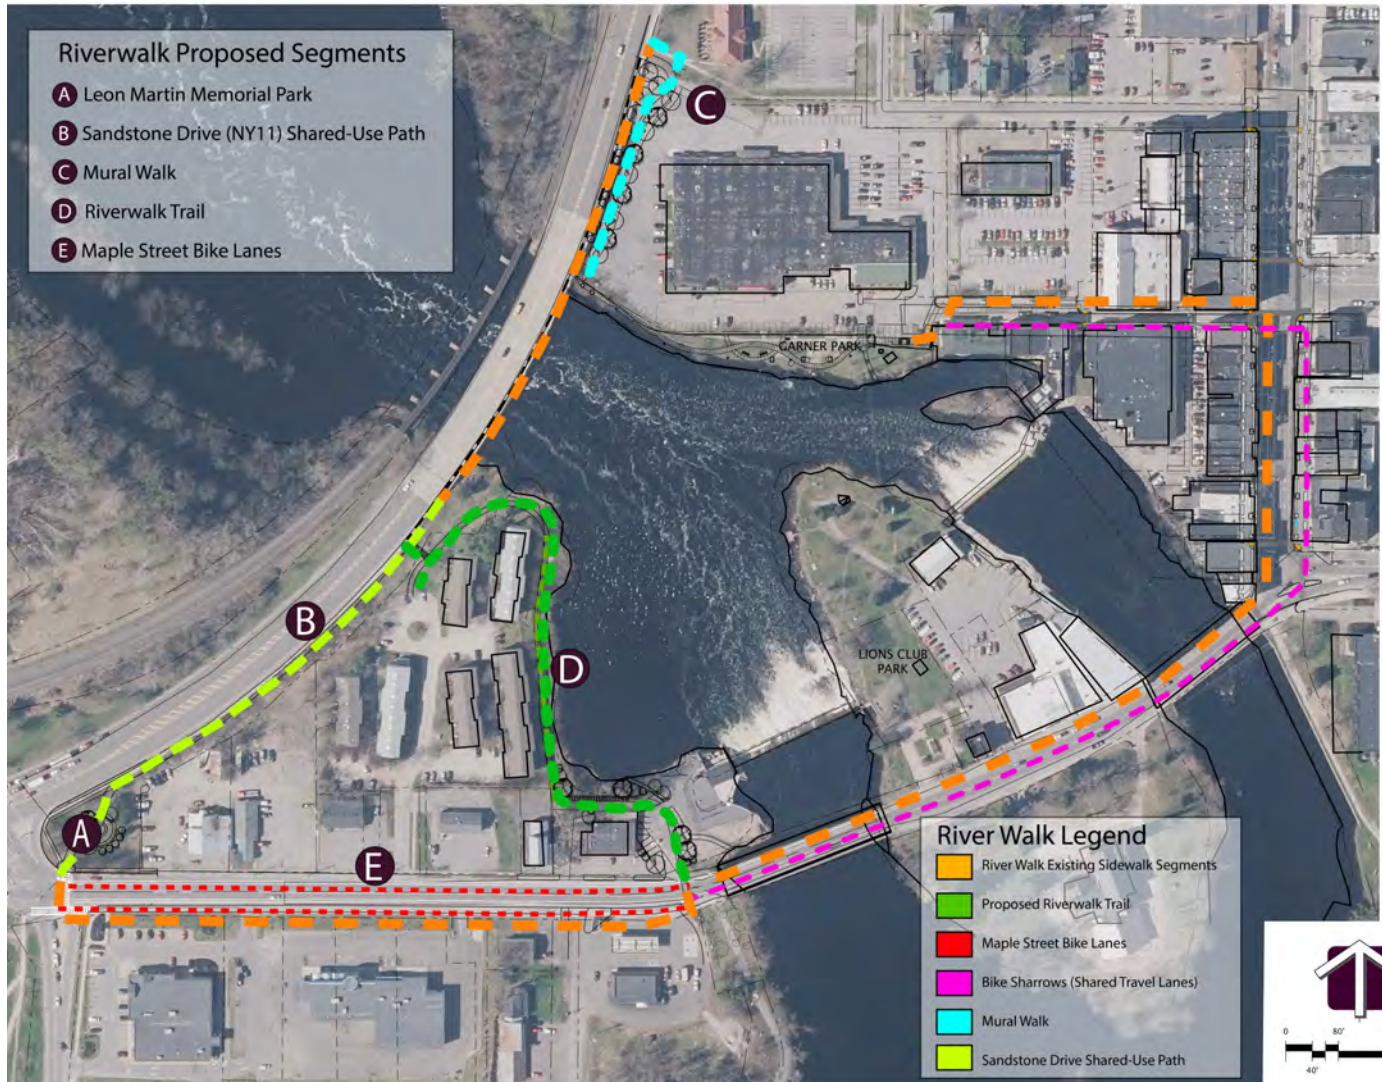 Riverwalk Proposed Segments
A Leon Martin Memorial Park
B Sandstone Drive (NY11) Shared-Use Path
C Mural Walk
D Riverwalk Trail
E Maple Street Bike Lanes
C
GARNER PARK
B
D
LIONS CLUB
PARK
A
E
River Walk Legend
River Walk Existing Sidewalk Segments
Proposed Riverwalk Trail
Maple Street Bike Lanes
Bike Sharrows (Shared Travel Lanes)
Mural Walk
Sandstone Drive Shared-Use Path
0 80'
40'